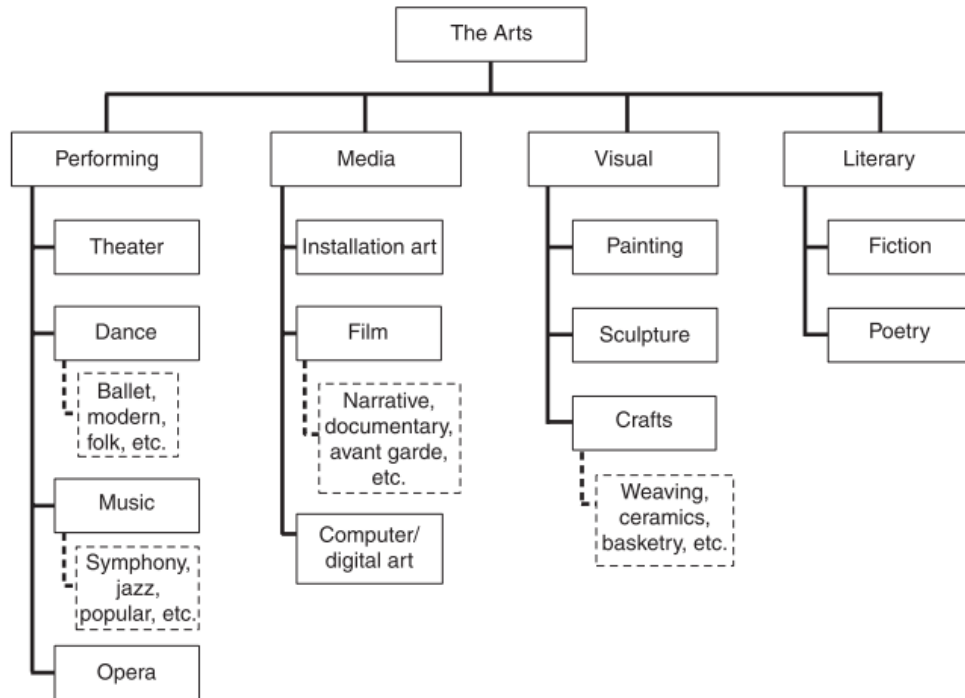 The Arts
Performing
Theater
Dance
Ballet,
modern,
folk, etc.
Music
Symphony,
jazz,
popular, etc.
Opera
Media
Installation art
Film
Narrative,
documentary,
avant garde,
etc.
Computer/
digital art
Visual
Painting
Sculpture
Crafts
Weaving,
ceramics,
basketry, etc.
Literary
Fiction
Poetry